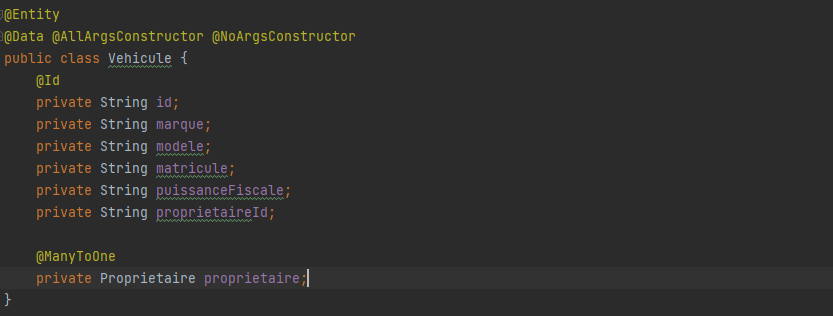 @Entity
@Data @AllArgsConstructor @NoArgsConstructor
public class Vehicule {
@Id
private String id;
private String marque;
private String modele;
private String matricule;
private String puissanceFiscale;
private String proprietaireId;
@ManyToOne
private Proprietaire proprietaire;
}